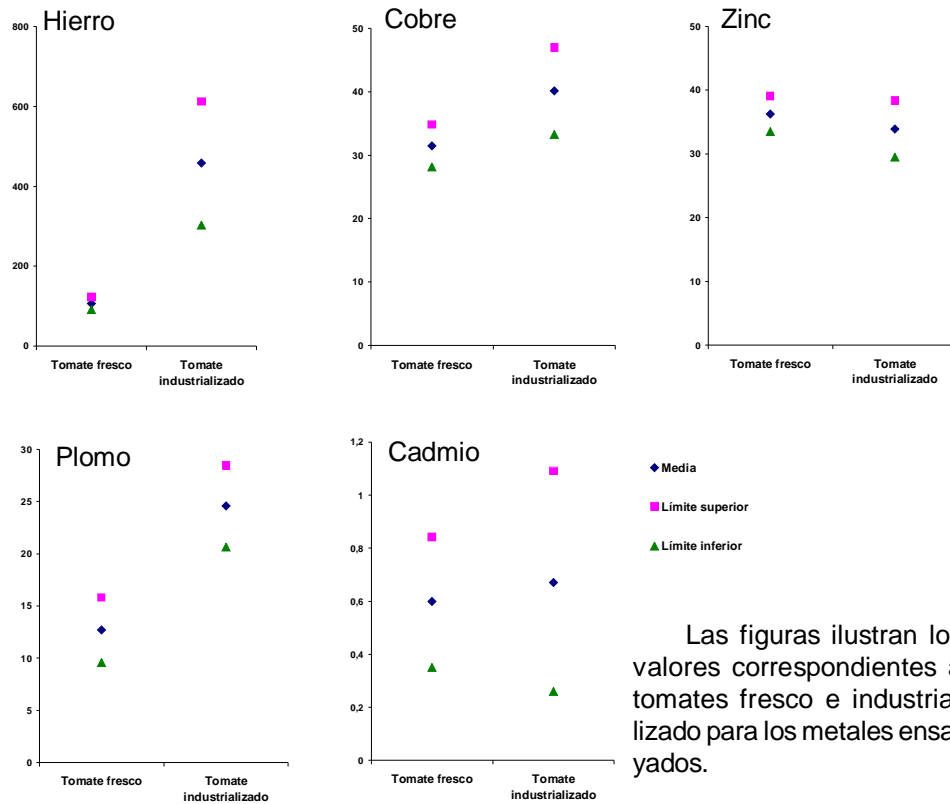 Hierro
800
600
400
200
0
Tomate fresco
Tomate
industrializado
Cobre
50
40
30
20
10
0
Tomate fresco
Tomate
industrializado
Zinc
50
40
30
20
10
0
Tomate fresco
Tomate
industrializado
Plomo
30
25
20
15
10
5
0
Tomate fresco
Tomate
industrializado
Cadmio
1,2
1
0,8
0,6
0,4
0,2
0
Tomate fresco
Tomate
industrializado
Media
Límite superior
Límite inferior
Las figuras ilustran lo
valores correspondientes
tomates fresco e industria
lizado para los metales ensa
yados.